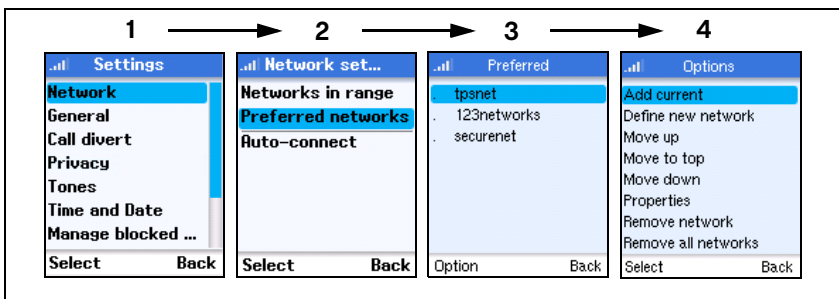 1 2 3 4
Settings
Network
General
Call divert
Privacy
Tones
Time and Date
Manage blocked ...
Select Back
Network set...
Networks in range
Preferred networks
Auto-connect
Select Back
Preferred
. tpsnet
. 123networks
. securenet
Option Back
Options
Add current
Define new network
Move up
Move to top
Move down
Properties
Remove network
Remove all networks
Select Back